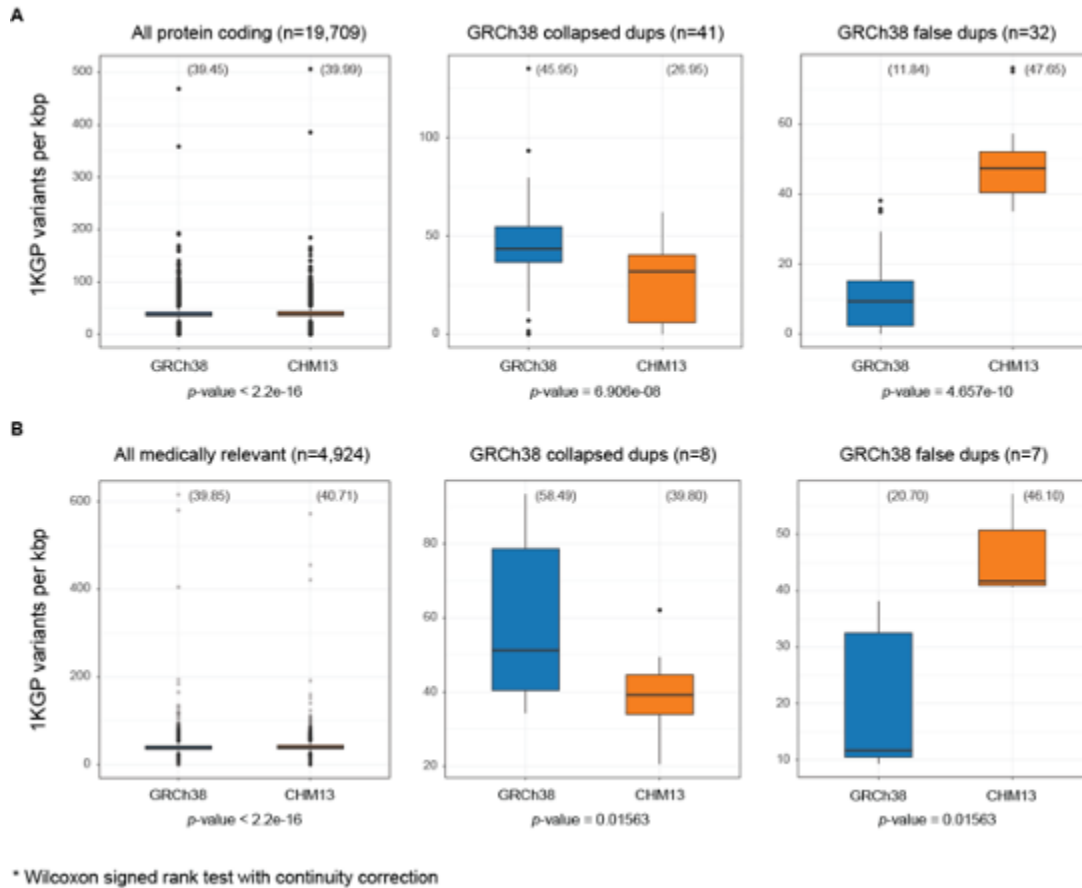 A
All protein coding (n=19,709)
GRCh38 collapsed dups (n=41)
GRCh38 false dups (n=32)
1KGP variants per kbp
500
400
300
200
100
0
(39.45)
(39.99)
GRCh38
CHM13
p-value < 2.2e-16
100
50
0
(45.95)
(26.95)
GRCh38
CHM13
p-value = 6.906e-08
60
40
20
0
(11.84)
(47.65)
GRCh38
CHM13
p-value = 4.657e-10
B
All medically relevant (n=4,924)
GRCh38 collapsed dups (n=8)
GRCh38 false dups (n=7)
1KGP variants per kbp
600
400
200
0
(39.85)
(40.71)
GRCh38
CHM13
p-value < 2.2e-16
80
60
40
20
(58.49)
(39.80)
GRCh38
CHM13
p-value = 0.01563
50
40
30
20
10
(20.70)
(46.10)
GRCh38
CHM13
p-value = 0.01563
* Wilcoxon signed rank test with continuity correction